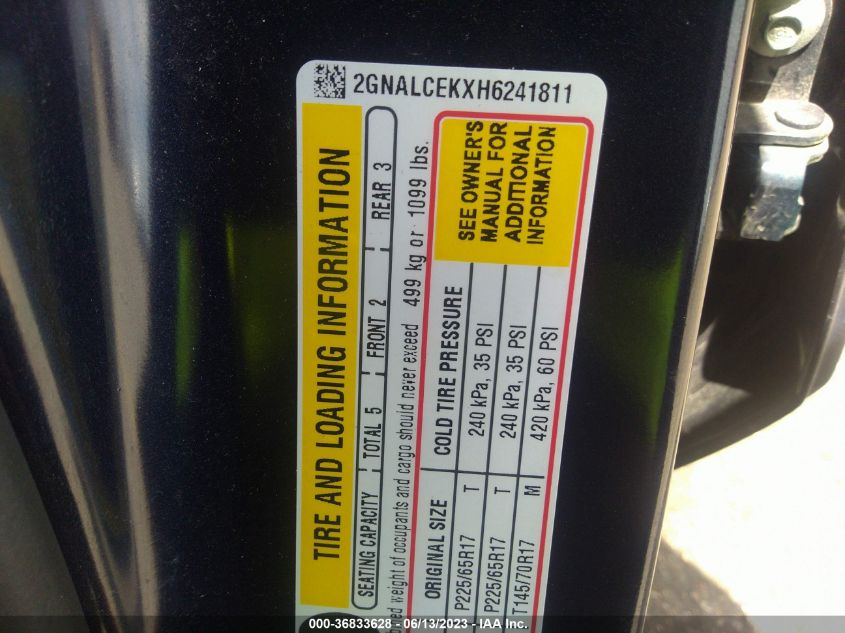 2GNALCEKXH6241811
TIRE AND LOADING INFORMATION
SEATING CAPACITY TOTAL 5 FRONT 2 REAR 3
weight of occupants and cargo should never exceed 499 kg or 1099 lbs.
ORIGINAL SIZE COLD TIRE PRESSURE
P225/65R17 T 240 kPa, 35 PSI
P225/65R17 T 240 kPa, 35 PSI
T145/70R17 M 420 kPa, 60 PSI
SEE OWNER'S
MANUAL FOR
ADDITIONAL
INFORMATION
000-36833628 - 06/13/2023 - IAA Inc.